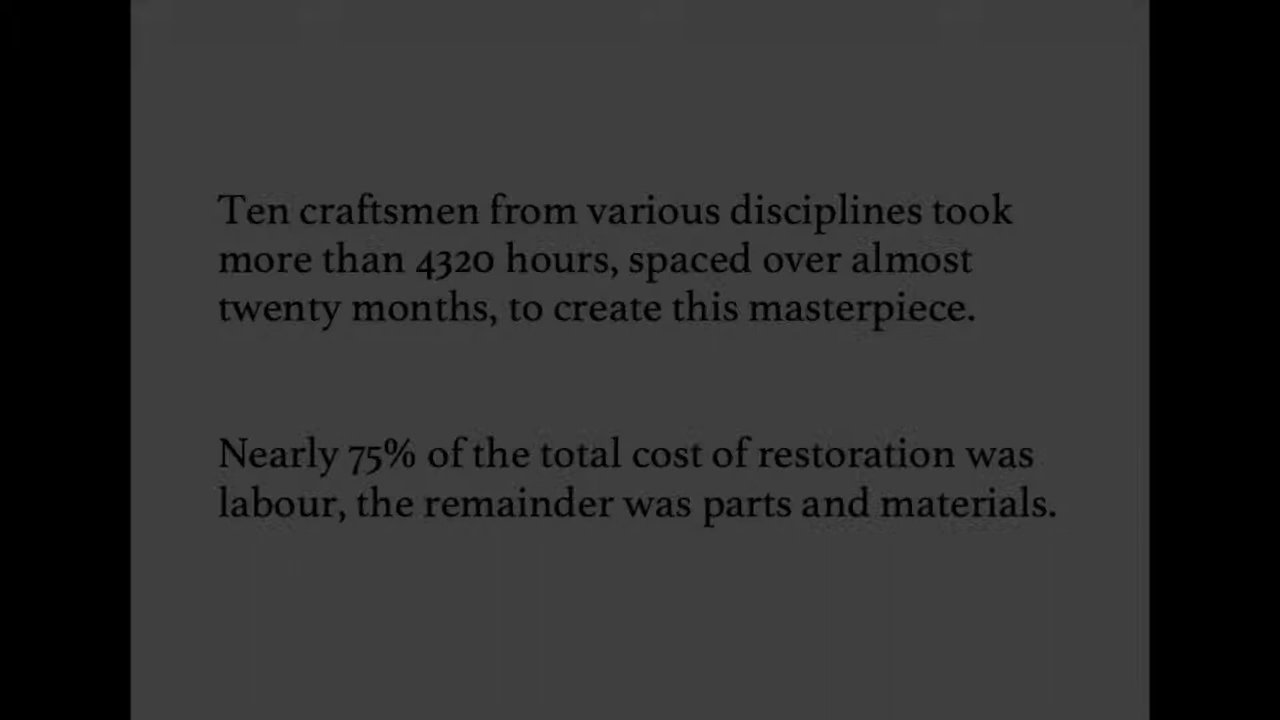 Ten craftsmen from various disciplines took
more than 4320 hours, spaced over almost
twenty months, to create this masterpiece.
Nearly 75% of the total cost of restoration was
labour, the remainder was parts and materials.